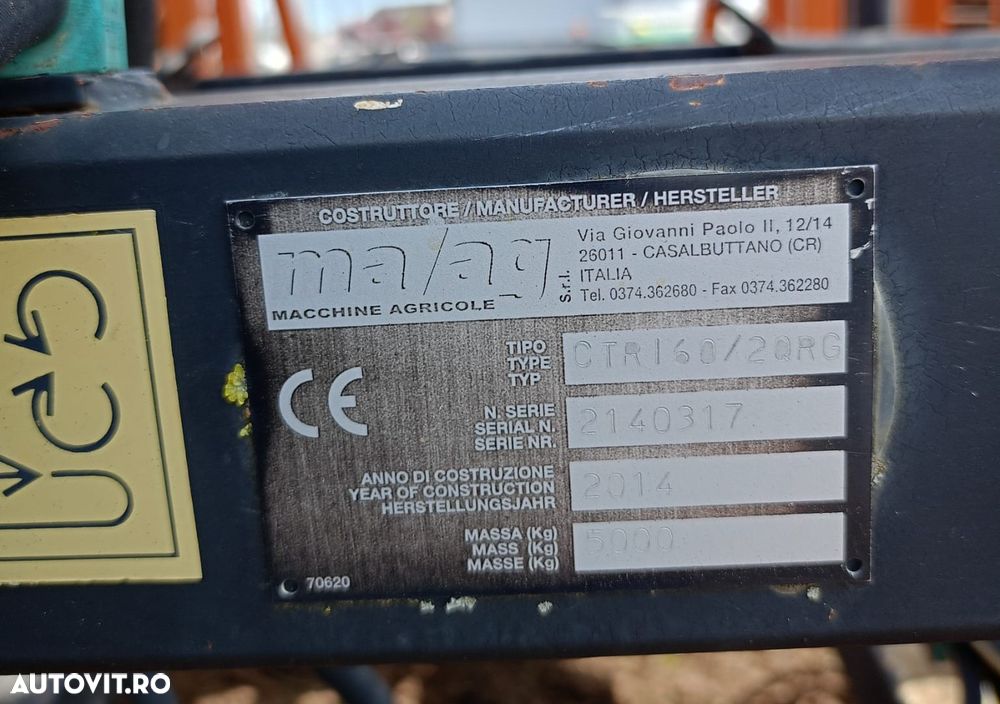 COSTRUTTORE / MANUFACTURER / HERSTELLER
ma/ag S.r.l.
MACCHINE AGRICOLE
Via Giovanni Paolo II, 12/14
26011 - CASALBUTTANO (CR)
ITALIA
Tel. 0374.362680 - Fax 0374.362280
TIPO
TYPE
TYP
CTR160/2QRG
N. SERIE
SERIAL N.
SERIE NR.
2140317
ANNO DI COSTRUZIONE
YEAR OF CONSTRUCTION
HERSTELLUNGSJAHR
2014
MASSA (Kg)
MASS (Kg)
MASSE (Kg)
5000
CE
70620
AUTOVIT.RO